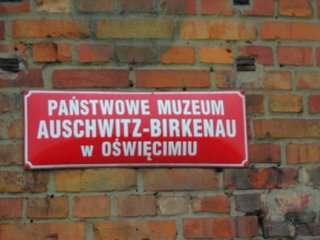 PAŃSTWOWE MUZEUM
AUSCHWITZ-BIRKENAU
w OŚWIĘCIMIU